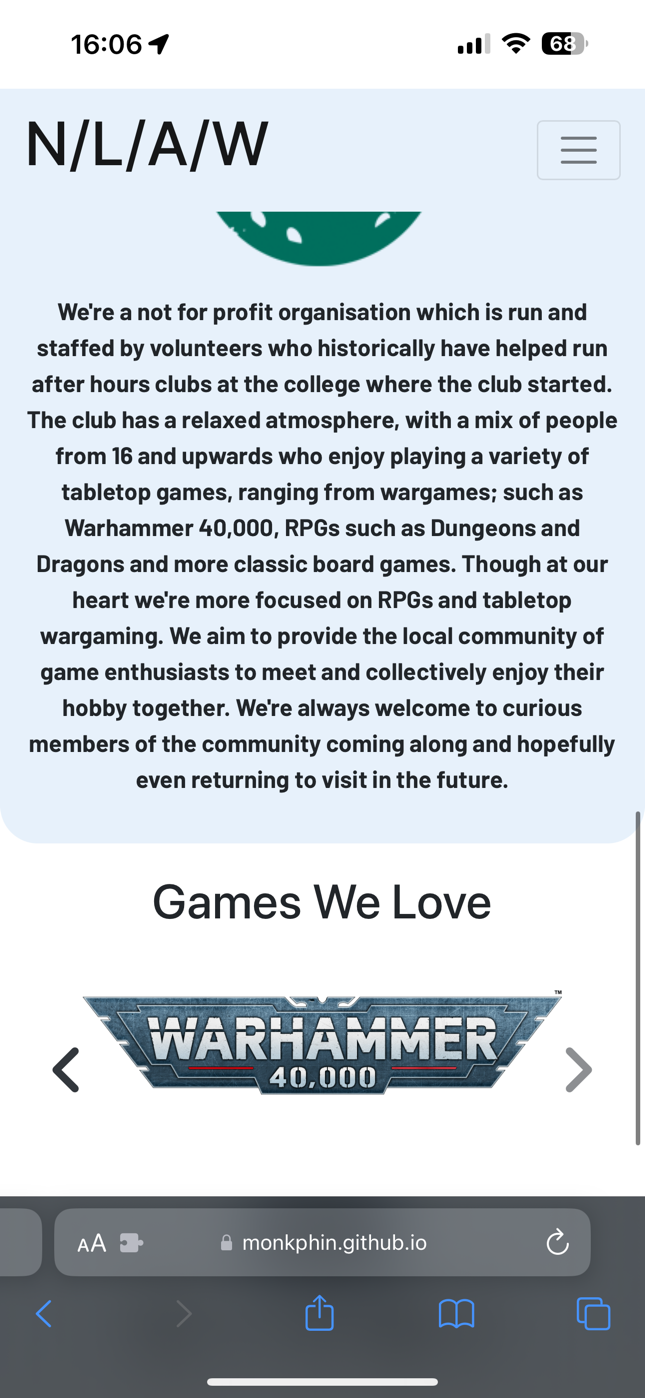 16:06
68
N/L/A/W
We're a not for profit organisation which is run and
staffed by volunteers who historically have helped run
after hours clubs at the college where the club started.
The club has a relaxed atmosphere, with a mix of people
from 16 and upwards who enjoy playing a variety of
tabletop games, ranging from wargames; such as
Warhammer 40,000, RPGs such as Dungeons and
Dragons and more classic board games. Though at our
heart we're more focused on RPGs and tabletop
wargaming. We aim to provide the local community of
game enthusiasts to meet and collectively enjoy their
hobby together. We're always welcome to curious
members of the community coming along and hopefully
even returning to visit in the future.
Games We Love
WARHAMMER™
40,000
AA
monkphin.github.io